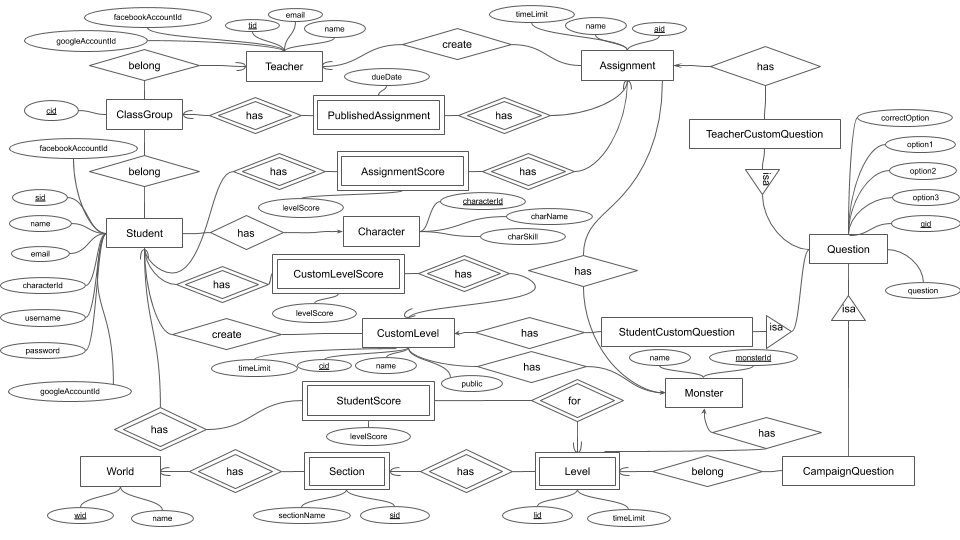 facebookAccountId
email
timeLimit
tid
name
name
aid
googleAccountId
create
belong
Teacher
Assignment
has
dueDate
cid
ClassGroup
has
PublishedAssignment
has
correctOption
TeacherCustomQuestion
facebookAccountId
option1
belong
has
AssignmentScore
has
option2
isa
sid
levelScore
characterId
option3
name
charName
qid
Student
has
Character
charSkill
email
Question
has
CustomLevelScore
has
has
characterId
question
username
levelScore
isa
create
CustomLevel
has
StudentCustomQuestion
isa
password
timeLimit
cid
name
has
name
monsterId
public
googleAccountId
Monster
StudentScore
for
has
levelScore
has
World
has
Section
has
Level
belong
CampaignQuestion
wid
name
sectionName
sid
lid
timeLimit